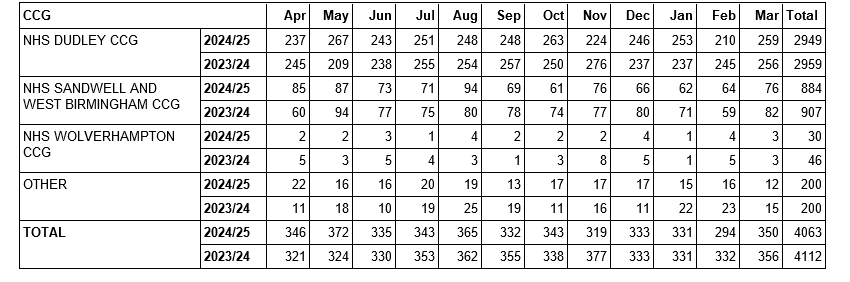 CCG Apr May Jun Jul Aug Sep Oct Nov Dec Jan Feb Mar Total
NHS DUDLEY CCG 2024/25 237 267 243 251 248 248 263 224 246 253 210 259 2949
2023/24 245 209 238 255 254 257 250 276 237 237 245 256 2959
NHS SANDWELL AND 2024/25 85 87 73 71 94 69 61 76 66 62 64 76 884
WEST BIRMINGHAM CCG 2023/24 60 94 77 75 80 78 74 77 80 71 59 82 907
NHS WOLVERHAMPTON 2024/25 2 2 3 1 4 2 2 2 4 1 4 3 30
CCG 2023/24 5 3 5 4 3 1 3 8 5 1 5 3 46
OTHER 2024/25 22 16 16 20 19 13 17 17 17 15 16 12 200
2023/24 11 18 10 19 25 19 11 16 11 22 23 15 200
TOTAL 2024/25 346 372 335 343 365 332 343 319 333 331 294 350 4063
2023/24 321 324 330 353 362 355 338 377 333 331 332 356 4112